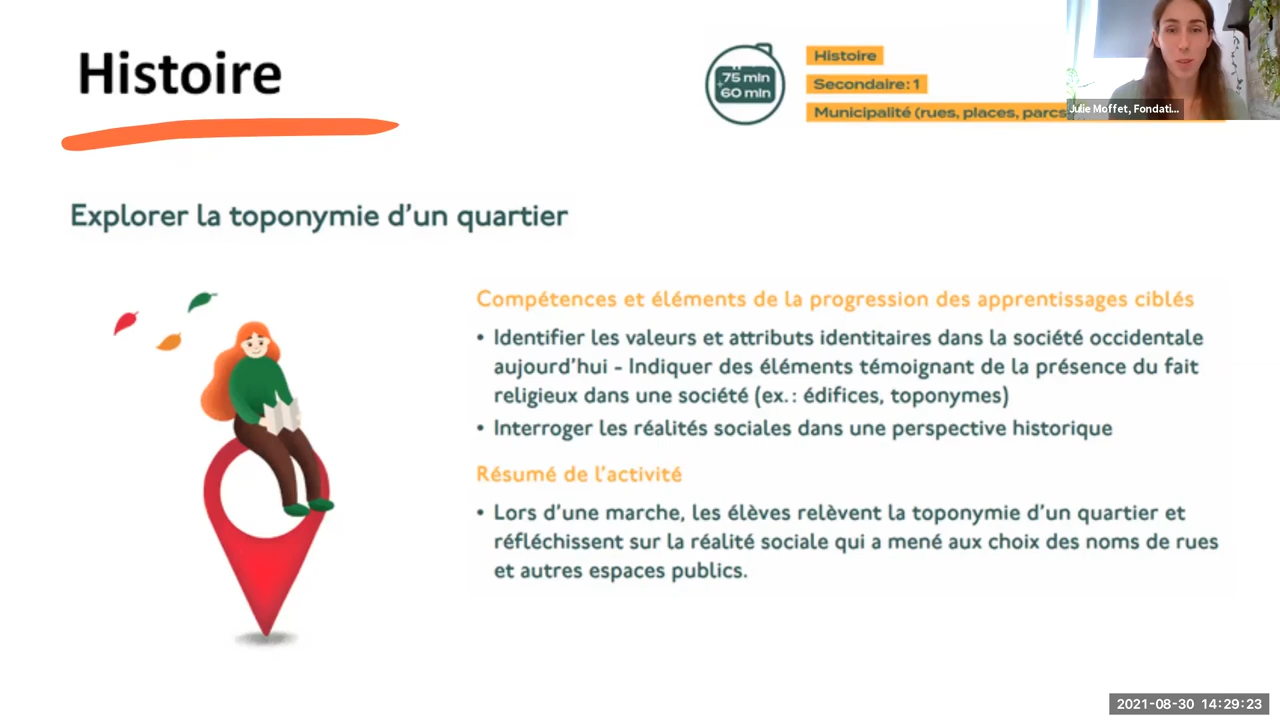 Histoire
75 min
+60 min
Histoire
Secondaire: 1
Municipalité (rues, places, parcs
Julie Moffet, Fondati...
Explorer la toponymie d'un quartier
Compétences et éléments de la progression des apprentissages ciblés
• Identifier les valeurs et attributs identitaires dans la société occidentale
aujourd'hui - Indiquer des éléments témoignant de la présence du fait
religieux dans une société (ex.: édifices, toponymes)
• Interroger les réalités sociales dans une perspective historique
Résumé de l'activité
• Lors d'une marche, les élèves relèvent la toponymie d'un quartier et
réfléchissent sur la réalité sociale qui a mené aux choix des noms de rues
et autres espaces publics.
2021-08-30 14:29:23